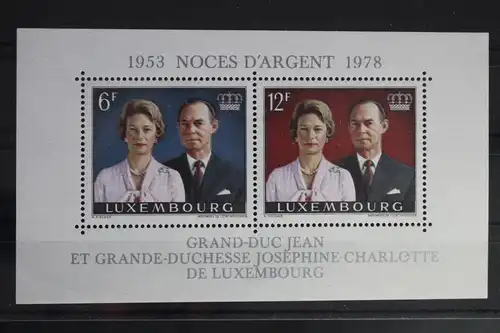 1953 NOCES D'ARGENT 1978
6F
12F
LUXEMBOURG
LUXEMBOURG
GRAND-DUC JEAN
ET GRANDE-DUCHESSE JOSÉPHINE-CHARLOTTE
DE LUXEMBOURG